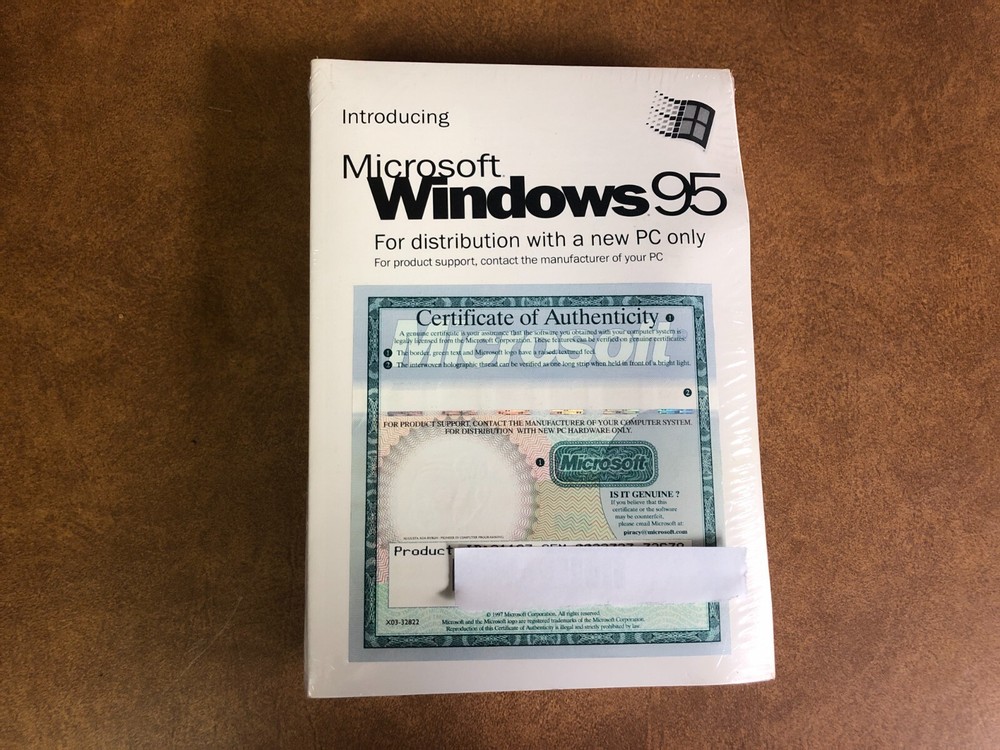 Introducing
Microsoft
Windows 95
For distribution with a new PC only
For product support, contact the manufacturer of your PC
Certificate of Authenticity 1
A genuine certificate is your assurance that the software you obtained with your computer system is
legally licensed from the Microsoft Corporation. These features can be verified on genuine certificates:
Microsoft
1 The border, green text and Microsoft logo have a raised, textured feel.
2 The interwoven holographic thread can be verified as one long strip when held in front of a bright light.
2
FOR PRODUCT SUPPORT, CONTACT THE MANUFACTURER OF YOUR COMPUTER SYSTEM.
FOR DISTRIBUTION WITH NEW PC HARDWARE ONLY.
1 Microsoft
IS IT GENUINE ?
If you believe that this
certificate or the software
may be counterfeit,
please email Microsoft at:
piracy@microsoft.com
Product
X03-32822
© 1997 Microsoft Corporation. All rights reserved.
Microsoft and the Microsoft logo are registered trademarks of the Microsoft Corporation.
Reproduction of this Certificate of Authenticity is illegal and strictly prohibited by law.